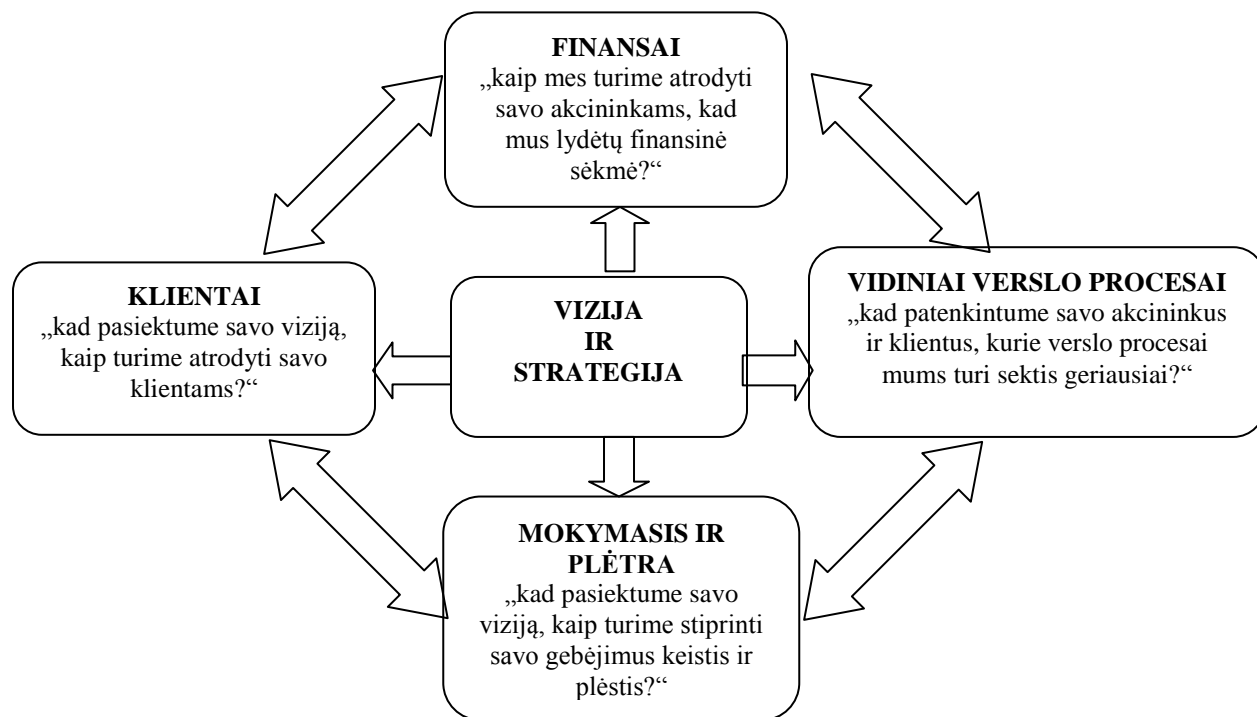 FINANSAI
„kaip mes turime atrodyti
savo akcininkams, kad
mus lydėtų finansinė
sėkmė?“
KLIENTAI
„kad pasiektume savo viziją,
kaip turime atrodyti savo
klientams?“
VIZIJA
IR
STRATEGIJA
VIDINIAI VERSLO PROCESAI
„kad patenkintume savo akcininkus
ir klientus, kurie verslo procesai
mums turi sektis geriausiai?“
MOKYMASIS IR
PLĖTRA
„kad pasiektume savo
viziją, kaip turime stiprinti
savo gebėjimus keistis ir
plėstis?“